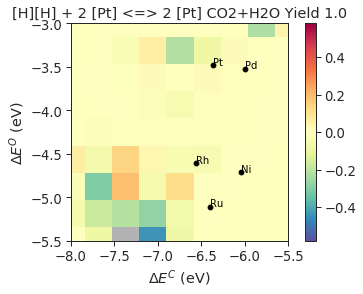 [H][H] + 2 [Pt] <=> 2 [Pt] CO2+H2O Yield 1.0
−3.0
−3.5
−4.0
−4.5
−5.0
−5.5
ΔE^O (eV)
Pt
Pd
Rh
Ni
Ru
−8.0 −7.5 −7.0 −6.5 −6.0 −5.5
ΔE^C (eV)
0.4
0.2
0.0
−0.2
−0.4